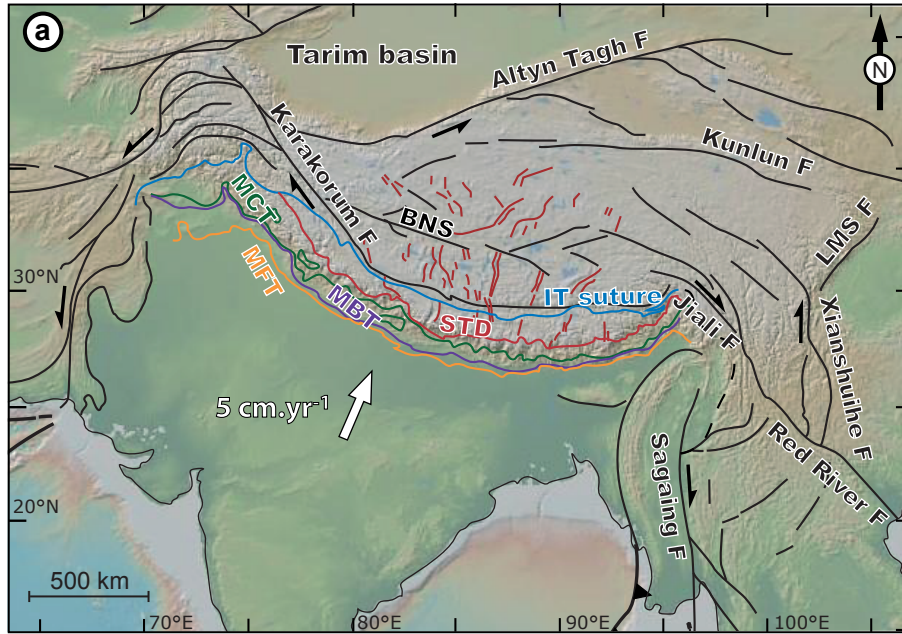 a
Tarim basin
Altyn Tagh F
N
Karakorum F
Kunlun F
MCT
BNS
LMS F
30°N
MFT
MBT
IT suture
STD
Jiali F
Xianshuihe F
5 cm.yr⁻¹
Sagaing F
Red River F
20°N
500 km
70°E
80°E
90°E
100°E